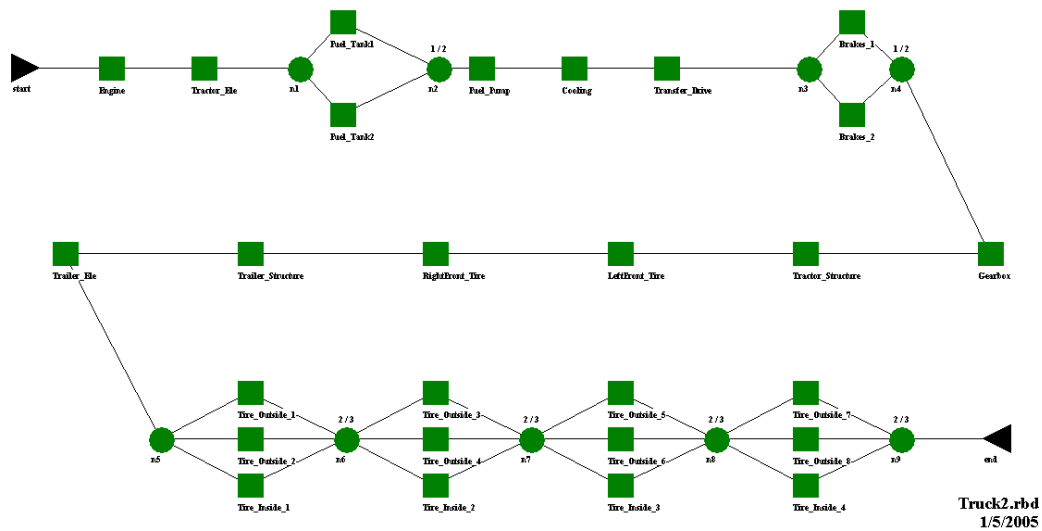 Fuel_Tank1
Brakes_1
1 / 2
1 / 2
start
Engine
Tractor_Ele
n1
n2
Fuel_Pump
Cooling
Transfer_Drive
n3
n4
Fuel_Tank2
Brakes_2
Trailer_Ele
Trailer_Structure
RightFront_Tire
LeftFront_Tire
Tractor_Structure
Gearbox
Tire_Outside_1
Tire_Outside_3
Tire_Outside_5
Tire_Outside_7
2 / 3
2 / 3
2 / 3
2 / 3
n5
Tire_Outside_2
n6
Tire_Outside_4
n7
Tire_Outside_6
n8
Tire_Outside_8
n9
end
Tire_Inside_1
Tire_Inside_2
Tire_Inside_3
Tire_Inside_4
Truck2.rbd
1/5/2005